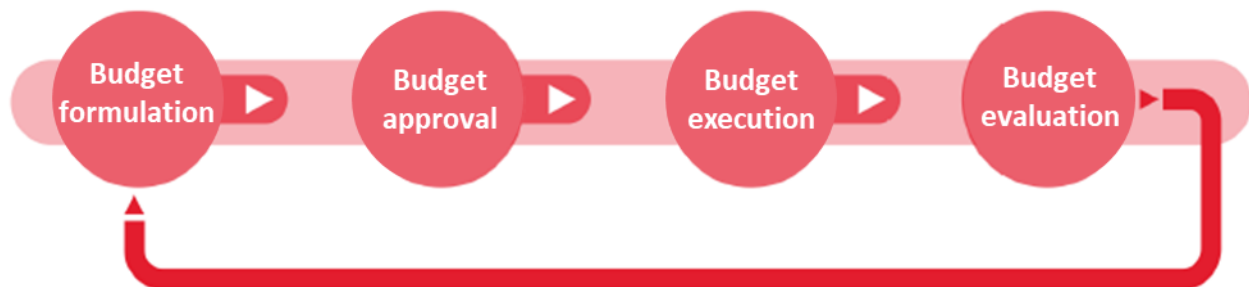 Budget
formulation
Budget
approval
Budget
execution
Budget
evaluation